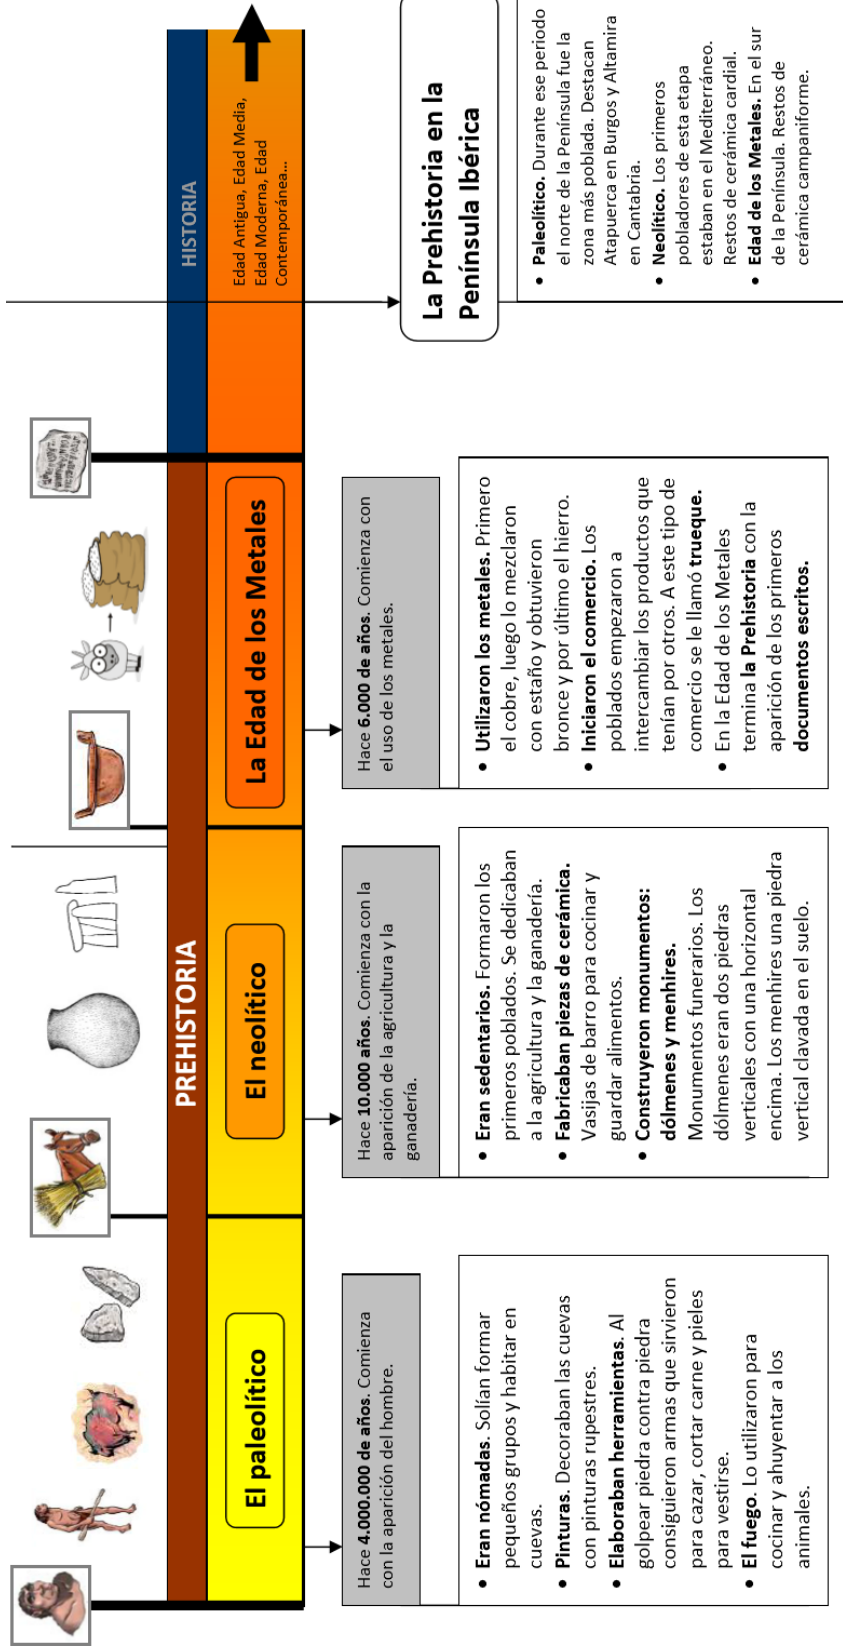 PREHISTORIA
HISTORIA
El paleolítico
El neolítico
La Edad de los Metales
Edad Antigua, Edad Media,
Edad Moderna, Edad
Contemporánea...
Hace 4.000.000 de años. Comienza
con la aparición del hombre.
• Eran nómadas. Solían formar
pequeños grupos y habitar en
cuevas.
• Pinturas. Decoraban las cuevas
con pinturas rupestres.
• Elaboraban herramientas. Al
golpear piedra contra piedra
consiguieron armas que sirvieron
para cazar, cortar carne y pieles
para vestirse.
• El fuego. Lo utilizaron para
cocinar y ahuyentar a los
animales.
Hace 10.000 años. Comienza con la
aparición de la agricultura y la
ganadería.
• Eran sedentarios. Formaron los
primeros poblados. Se dedicaban
a la agricultura y la ganadería.
• Fabricaban piezas de cerámica.
Vasijas de barro para cocinar y
guardar alimentos.
• Construyeron monumentos:
dólmenes y menhires.
Monumentos funerarios. Los
dólmenes eran dos piedras
verticales con una horizontal
encima. Los menhires una piedra
vertical clavada en el suelo.
Hace 6.000 de años. Comienza con
el uso de los metales.
• Utilizaron los metales. Primero
el cobre, luego lo mezclaron
con estaño y obtuvieron
bronce y por último el hierro.
• Iniciaron el comercio. Los
poblados empezaron a
intercambiar los productos que
tenían por otros. A este tipo de
comercio se le llamó trueque.
• En la Edad de los Metales
termina la Prehistoria con la
aparición de los primeros
documentos escritos.
La Prehistoria en la
Península Ibérica
• Paleolítico. Durante ese periodo
el norte de la Península fue la
zona más poblada. Destacan
Atapuerca en Burgos y Altamira
en Cantabria.
• Neolítico. Los primeros
pobladores de esta etapa
estaban en el Mediterráneo.
Restos de cerámica cardial.
• Edad de los Metales. En el sur
de la Península. Restos de
cerámica campaniforme.